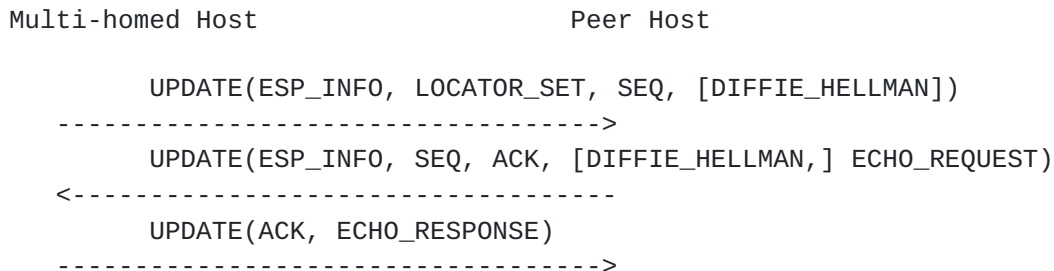 Multi-homed Host                    Peer Host
UPDATE(ESP_INFO, LOCATOR_SET, SEQ, [DIFFIE_HELLMAN])
----------------------------------->
UPDATE(ESP_INFO, SEQ, ACK, [DIFFIE_HELLMAN,] ECHO_REQUEST)
<-----------------------------------
UPDATE(ACK, ECHO_RESPONSE)
----------------------------------->